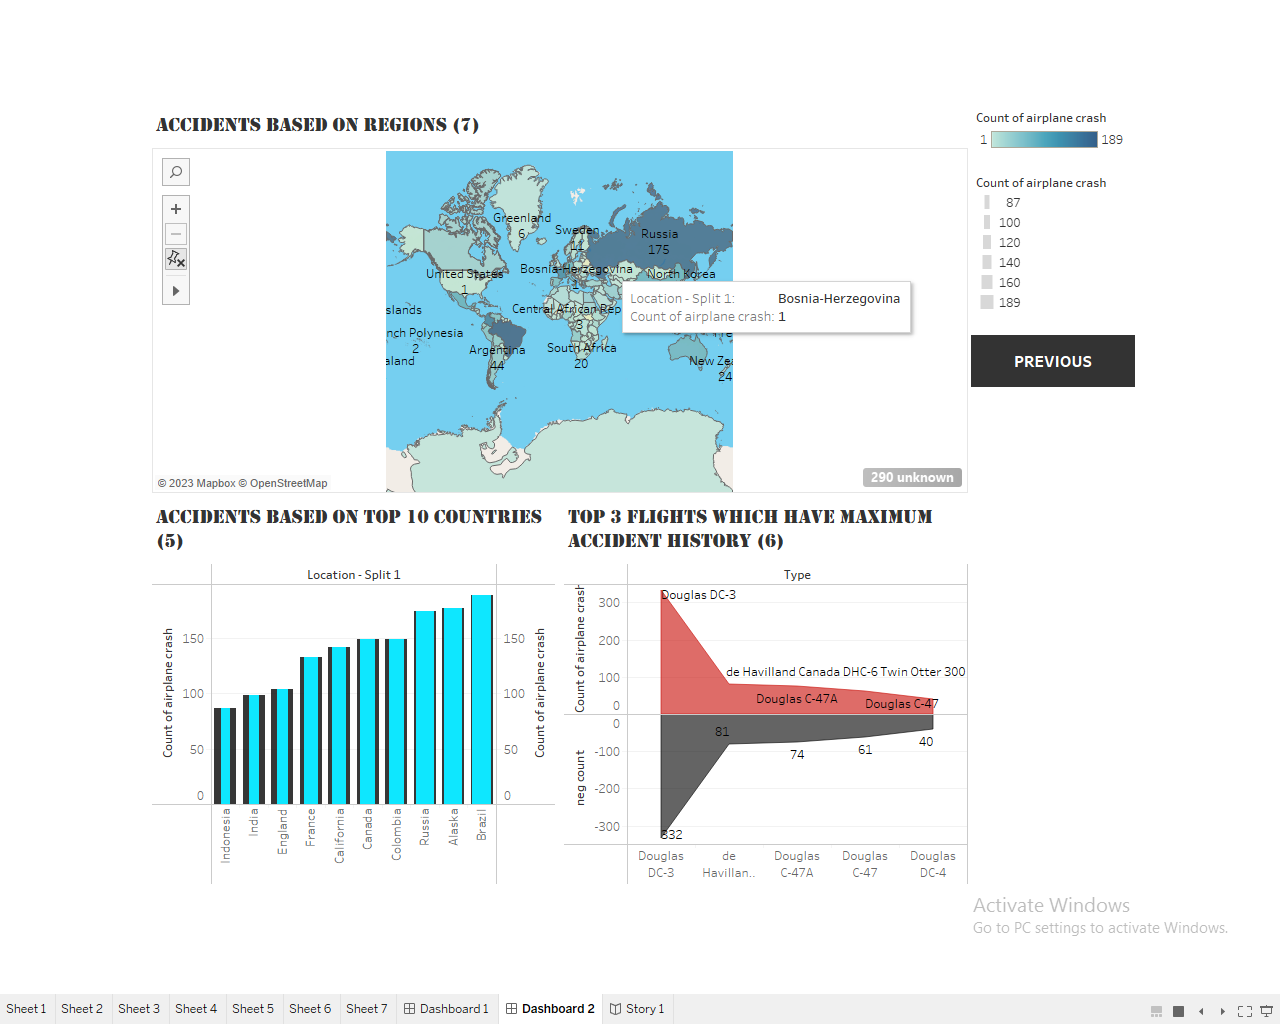 ACCIDENTS BASED ON REGIONS (7)
Count of airplane crash
1 189
Count of airplane crash
87
100
120
140
160
189
PREVIOUS
Greenland
6
Sweden
11
Russia
175
United States
1
Bosnia-Herzegovina
1
North Korea
slands
Central African Rep
3
nch Polynesia
2
aland
Argentina
44
South Africa
20
New Zea
24
Location - Split 1: Bosnia-Herzegovina
Count of airplane crash: 1
© 2023 Mapbox © OpenStreetMap
290 unknown
ACCIDENTS BASED ON TOP 10 COUNTRIES
(5)
Location - Split 1
Count of airplane crash
150
100
50
0
150
100
50
0
Count of airplane crash
Indonesia
India
England
France
California
Canada
Colombia
Russia
Alaska
Brazil
TOP 3 FLIGHTS WHICH HAVE MAXIMUM
ACCIDENT HISTORY (6)
Type
Count of airplane crash
300
200
100
0
Douglas DC-3
de Havilland Canada DHC-6 Twin Otter 300
Douglas C-47A
Douglas C-47
neg count
0
-100
-200
-300
81
74
61
40
332
Douglas
DC-3
de
Havillan..
Douglas
C-47A
Douglas
C-47
Douglas
DC-4
Activate Windows
Go to PC settings to activate Windows.
Sheet 1 Sheet 2 Sheet 3 Sheet 4 Sheet 5 Sheet 6 Sheet 7 Dashboard 1 Dashboard 2 Story 1